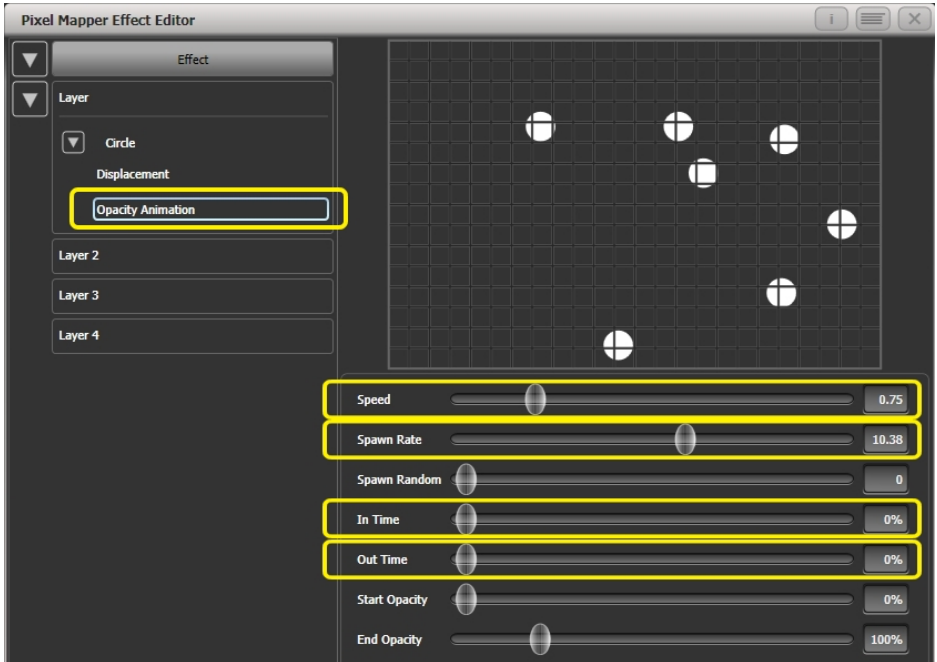 Pixel Mapper Effect Editor
i
Effect
Layer
Circle
Displacement
Opacity Animation
Layer 2
Layer 3
Layer 4
Speed 0.75
Spawn Rate 10.38
Spawn Random 0
In Time 0%
Out Time 0%
Start Opacity 0%
End Opacity 100%